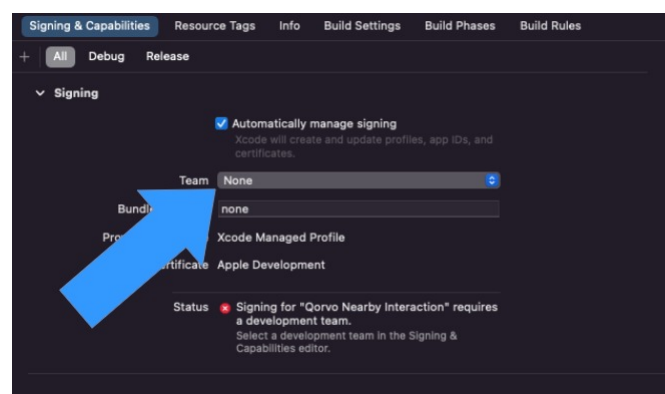 Signing & Capabilities Resource Tags Info Build Settings Build Phases Build Rules
+ All Debug Release
Signing
Automatically manage signing
Xcode will create and update profiles, app IDs, and
certificates.
Team None
none
Xcode Managed Profile
Apple Development
Status Signing for "Qorvo Nearby Interaction" requires
a development team.
Select a development team in the Signing &
Capabilities editor.